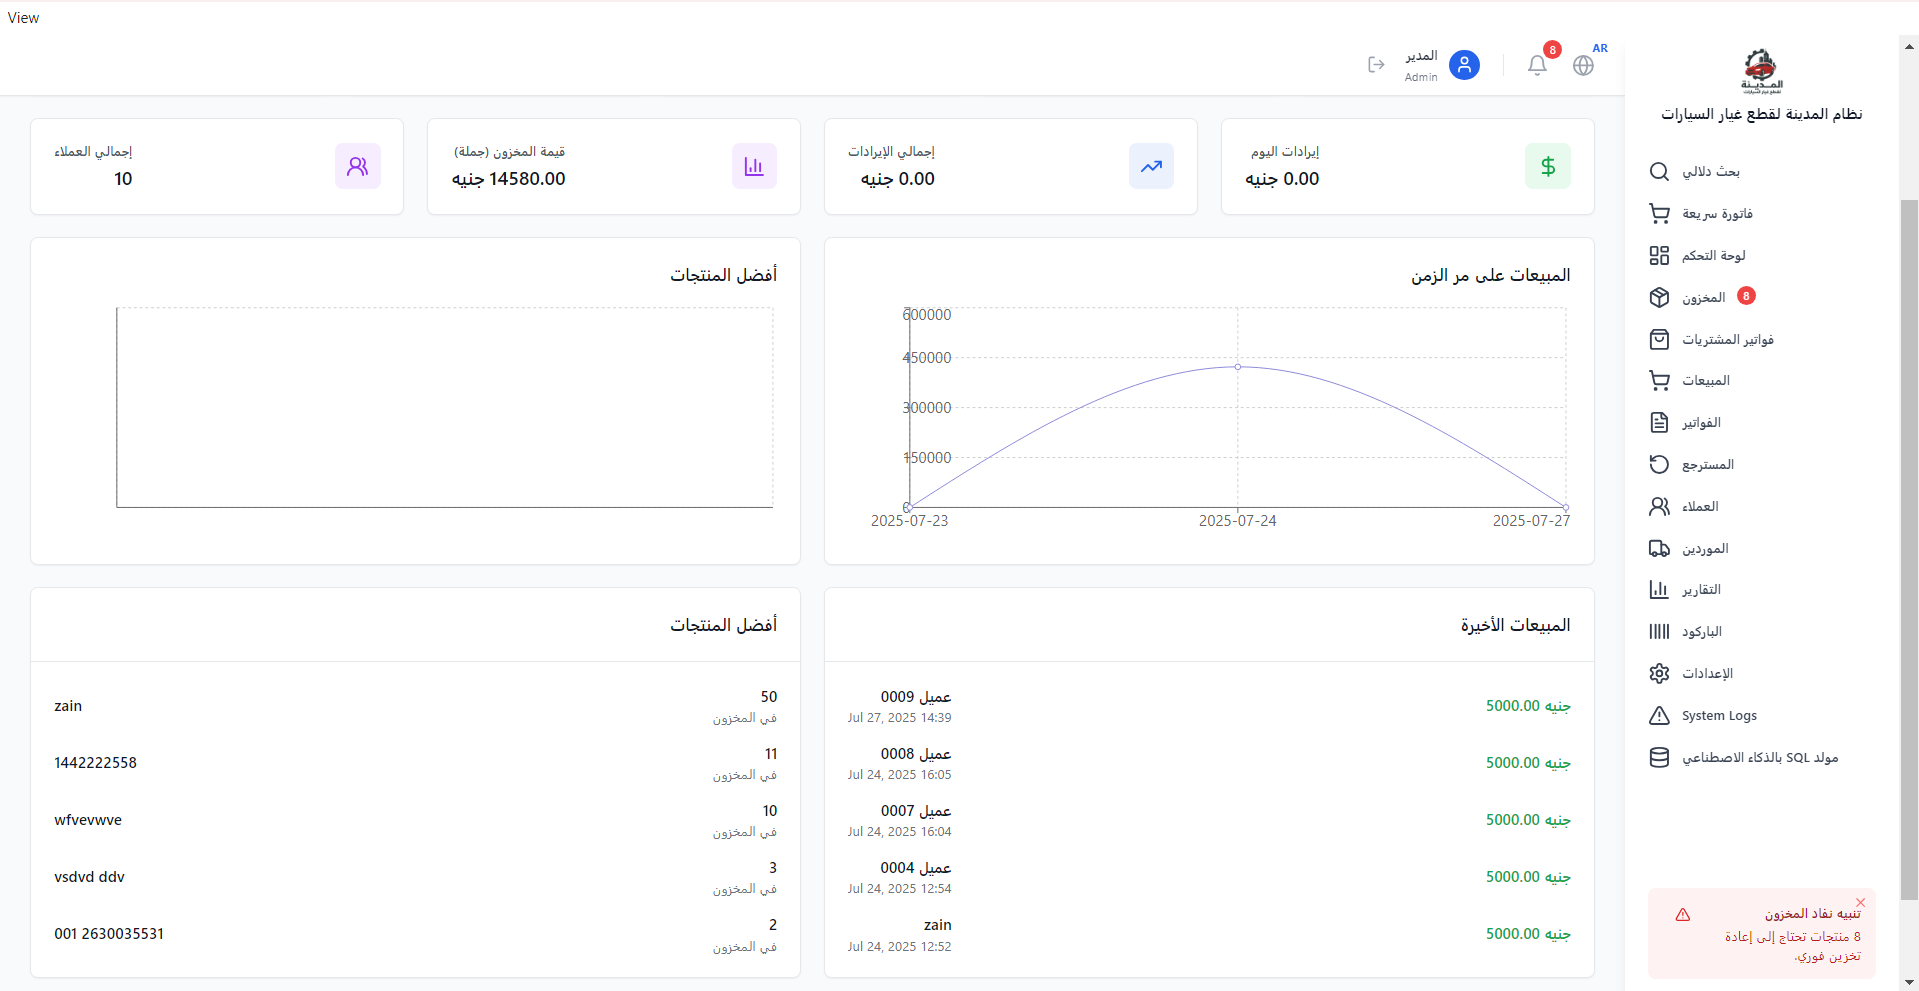 View
AR
8
المدير
Admin
المدينة
لقطع غيار السيارات
نظام المدينة لقطع غيار السيارات
بحث دلالي
فاتورة سريعة
لوحة التحكم
المخزون 8
فواتير المشتريات
المبيعات
الفواتير
المسترجع
العملاء
الموردين
التقارير
الباركود
الإعدادات
System Logs
مولد SQL بالذكاء الاصطناعي
تنبيه نفاد المخزون
8 منتجات تحتاج إلى إعادة
تخزين فوري.
إيرادات اليوم
0.00 جنيه
إجمالي الإيرادات
0.00 جنيه
قيمة المخزون (جملة)
14580.00 جنيه
إجمالي العملاء
10
المبيعات على مر الزمن
600000
450000
300000
150000
0
2025-07-23 2025-07-24 2025-07-27
أفضل المنتجات
المبيعات الأخيرة
جنيه 5000.00
عميل 0009
Jul 27, 2025 14:39
جنيه 5000.00
عميل 0008
Jul 24, 2025 16:05
جنيه 5000.00
عميل 0007
Jul 24, 2025 16:04
جنيه 5000.00
عميل 0004
Jul 24, 2025 12:54
جنيه 5000.00
zain
Jul 24, 2025 12:52
أفضل المنتجات
50
في المخزون
zain
11
في المخزون
1442222558
10
في المخزون
wfvevwve
3
في المخزون
vsdvd ddv
2
في المخزون
001 2630035531